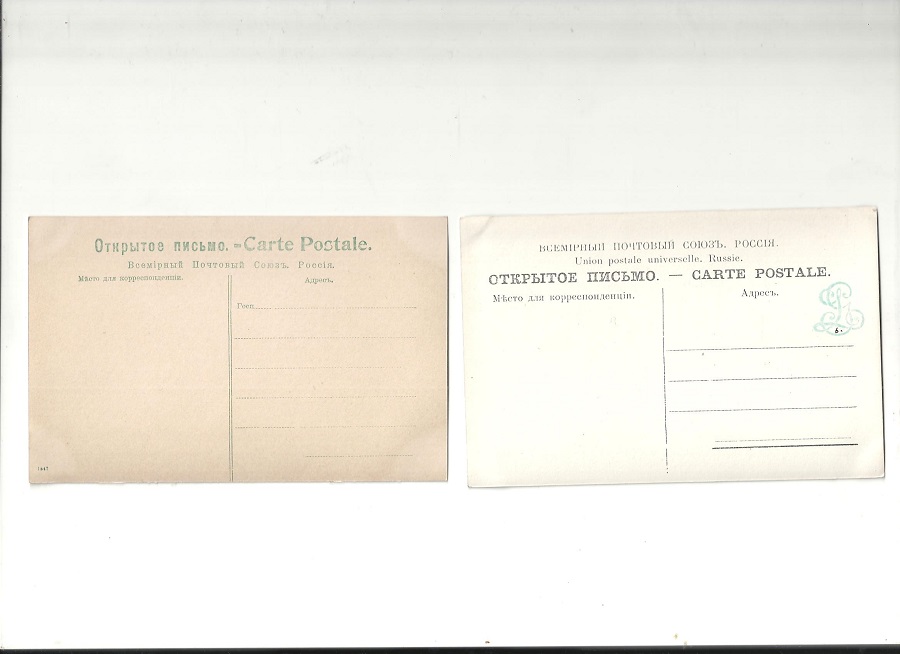 Открытое письмо. – Carte Postale.
Всемірный Почтовый Союзъ. Россія.
Мѣсто для корреспонденціи.
Адресъ.
Госп.
ВСЕМІРНЫЙ ПОЧТОВЫЙ СОЮЗЪ. РОССІЯ.
Union postale universelle. Russie.
ОТКРЫТОЕ ПИСЬМО. — CARTE POSTALE.
Мѣсто для корреспонденціи.
Адресъ.
6.